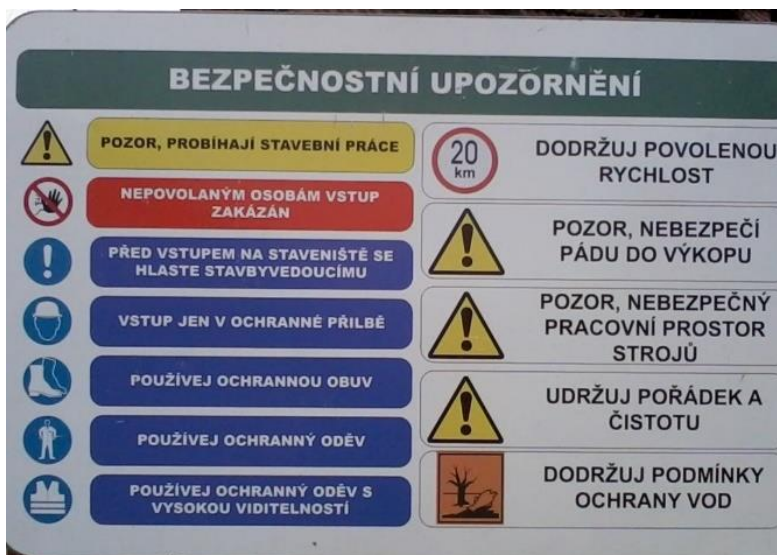 BEZPEČNOSTNÍ UPOZORNĚNÍ
POZOR, PROBÍHAJÍ STAVEBNÍ PRÁCE
NEPOVOLANÝM OSOBÁM VSTUP
ZAKÁZÁN
PŘED VSTUPEM NA STAVENIŠTĚ SE
HLASTE STAVBYVEDOUCÍMU
VSTUP JEN V OCHRANNÉ PŘILBĚ
POUŽÍVEJ OCHRANNOU OBUV
POUŽÍVEJ OCHRANNÝ ODĚV
POUŽÍVEJ OCHRANNÝ ODĚV S
VYSOKOU VIDITELNOSTÍ
20
km
DODRŽUJ POVOLENOU
RYCHLOST
POZOR, NEBEZPEČÍ
PÁDU DO VÝKOPU
POZOR, NEBEZPEČNÝ
PRACOVNÍ PROSTOR
STROJŮ
UDRŽUJ POŘÁDEK A
ČISTOTU
DODRŽUJ PODMÍNKY
OCHRANY VOD